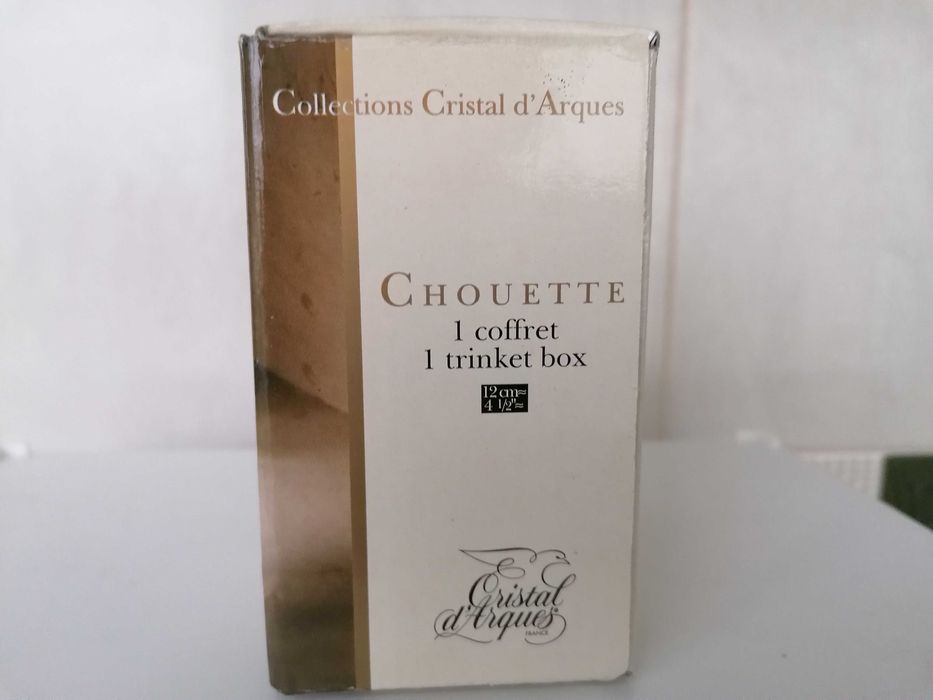 Collections Cristal d'Arques
CHOUETTE
1 coffret
1 trinket box
12 cm≈
4 1/2"≈
Cristal
d'Arques®
FRANCE